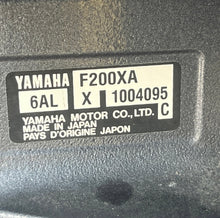 YAMAHA F200XA
6AL X 1004095
YAMAHA MOTOR CO.,LTD. C
MADE IN JAPAN
PAYS D'ORIGINE JAPON